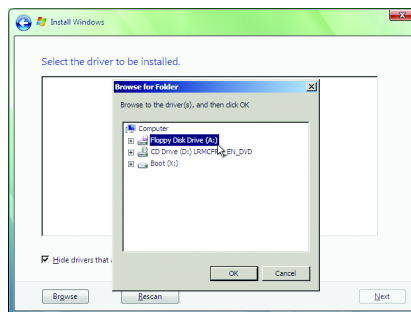 Install Windows
Select the driver to be installed.
Browse for Folder
Browse to the driver(s), and then click OK
Computer
Floppy Disk Drive (A:)
CD Drive (D:) EN_DVD
Boot (X:)
OK Cancel
Hide drivers that
Browse Rescan Next